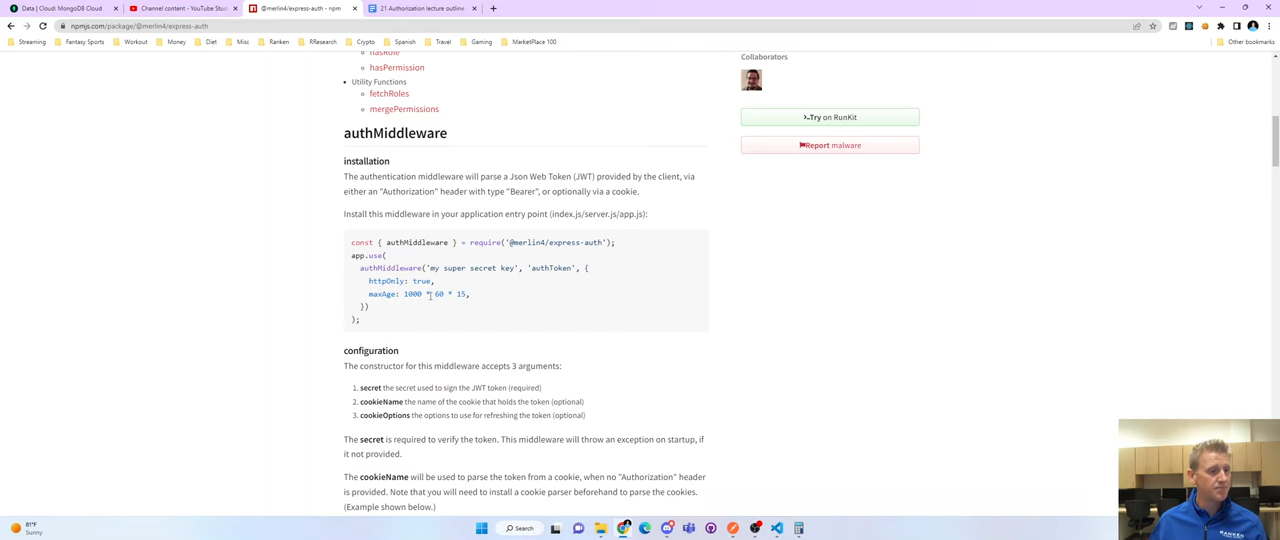 Data | Cloud: MongoDB Cloud
Channel content - YouTube Stud
@merlin4/express-auth - npm
21 Authorization lecture outline
npmjs.com/package/@merlin4/express-auth
Streaming
Fantasy Sports
Workout
Money
Diet
Misc
Ranken
RResearch
Crypto
Spanish
Travel
Gaming
MarketPlace 100
Other bookmarks
hasRole
hasPermission
Utility Functions
fetchRoles
mergePermissions
authMiddleware
installation
The authentication middleware will parse a Json Web Token (JWT) provided by the client, via
either an "Authorization" header with type "Bearer", or optionally via a cookie.
Install this middleware in your application entry point (index.js/server.js/app.js):
const { authMiddleware } = require('@merlin4/express-auth');
app.use(
authMiddleware('my super secret key', 'authToken', {
httpOnly: true,
maxAge: 1000 * 60 * 15,
})
);
configuration
The constructor for this middleware accepts 3 arguments:
1. secret the secret used to sign the JWT token (required)
2. cookieName the name of the cookie that holds the token (optional)
3. cookieOptions the options to use for refreshing the token (optional)
The secret is required to verify the token. This middleware will throw an exception on startup, if
it not provided.
The cookieName will be used to parse the token from a cookie, when no "Authorization" header
is provided. Note that you will need to install a cookie parser beforehand to parse the cookies.
(Example shown below.)
Collaborators
Try on RunKit
Report malware
RANKEN
81°F
Sunny
Search